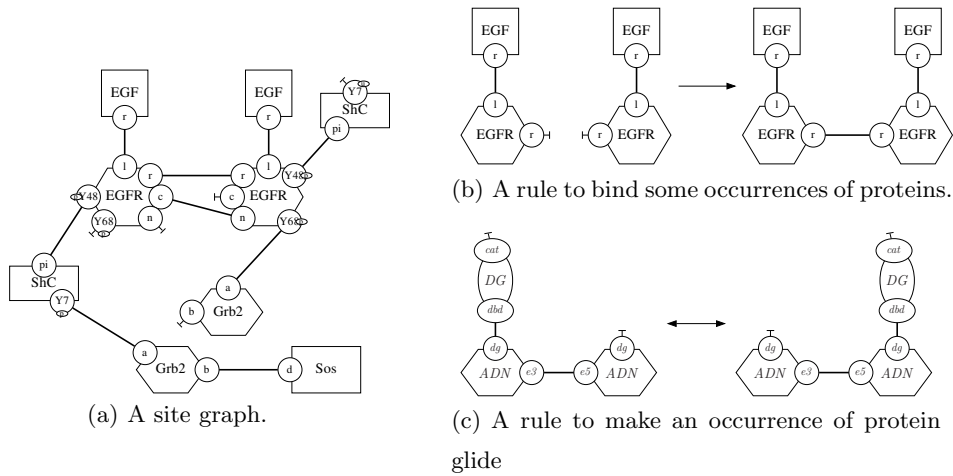 EGF
r
EGF
r
Y7
p
ShC
pi
l
l
r
r
Y48
p
Y48
EGFR
c
c
EGFR
Y68
p
n
n
Y68
p
pi
ShC
Y7
p
a
b
Grb2
a
Grb2
b
d
Sos
(a) A site graph.
EGF
r
l
EGFR
r
EGF
r
l
r
EGFR
EGF
r
l
EGFR
r
EGF
r
l
r
EGFR
(b) A rule to bind some occurrences of proteins.
cat
DG
dbd
dg
ADN
e3
dg
e5
ADN
dg
ADN
e3
cat
DG
dbd
dg
e5
ADN
(c) A rule to make an occurrence of protein
glide